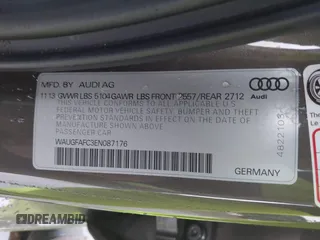 MFD BY AUDI AG
11.13 GVWR LBS 5104 GAWR LBS FRONT 2557/REAR 2712
Audi
THIS VEHICLE CONFORMS TO ALL APPLICABLE U.S.
FEDERAL MOTOR VEHICLE SAFETY, BUMPER AND THEFT
PREVENTION STANDARDS IN EFFECT ON THE DATE OF
MANUFACTURE SHOWN ABOVE.
PASSENGER CAR
WAUGFAFC3EN087176
GERMANY
DREAMBID